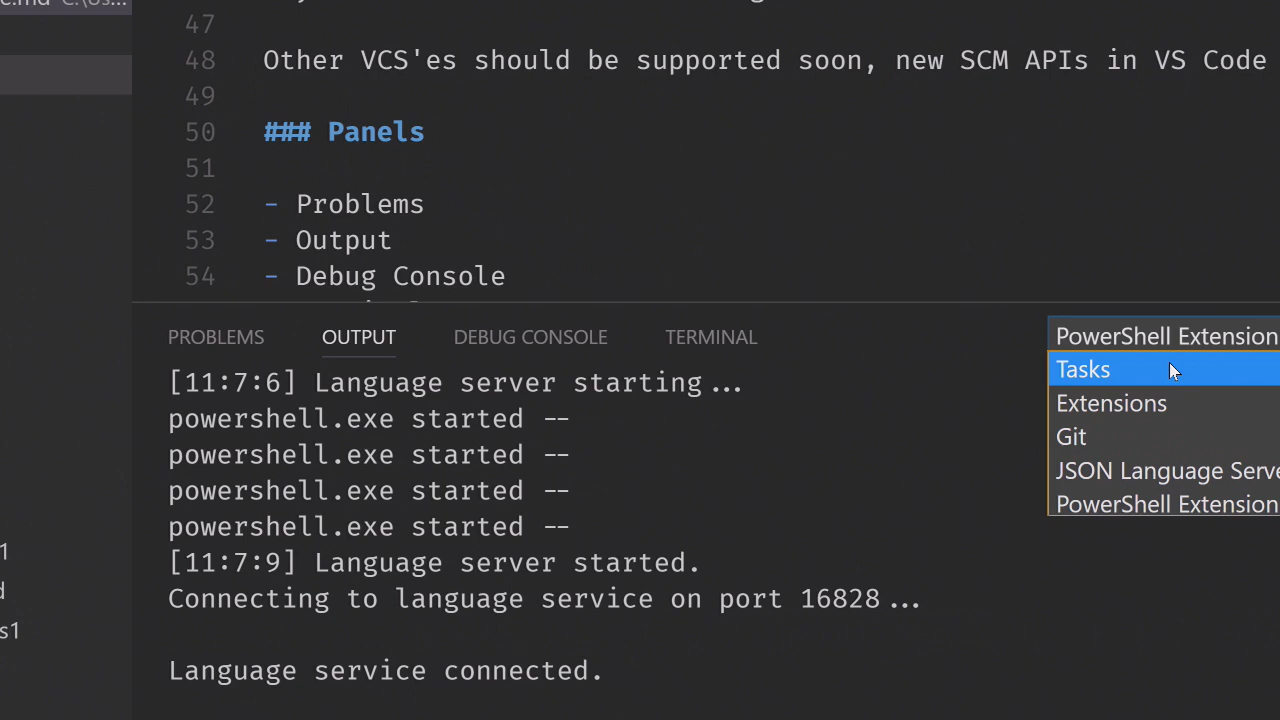 47
48 Other VCS'es should be supported soon, new SCM APIs in VS Code
49
50 ### Panels
51
52 - Problems
53 - Output
54 - Debug Console
PROBLEMS OUTPUT DEBUG CONSOLE TERMINAL PowerShell Extension
Tasks
Extensions
Git
JSON Language Serve
PowerShell Extension
[11:7:6] Language server starting...
powershell.exe started --
powershell.exe started --
powershell.exe started --
powershell.exe started --
[11:7:9] Language server started.
Connecting to language service on port 16828...
Language service connected.
s1